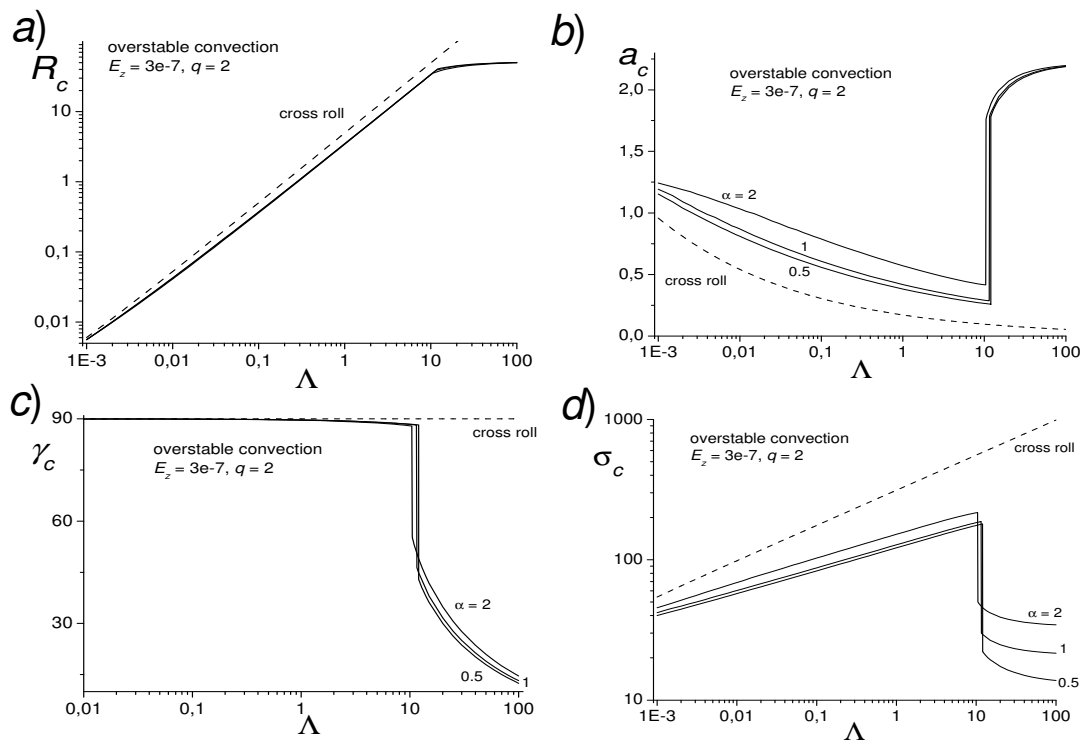 a)
overstable convection
E_z = 3e-7, q = 2
R_c
cross roll
10
1
0,1
0,01
1E-3 0,01 0,1 1 10 100
Λ
b)
a_c
overstable convection
E_z = 3e-7, q = 2
2,0
1,5
1,0
0,5
0,0
α = 2
1
0.5
cross roll
1E-3 0,01 0,1 1 10 100
Λ
c)
90
γ_c
60
30
cross roll
overstable convection
E_z = 3e-7, q = 2
α = 2
0.5
1
0,01 0,1 1 10 100
Λ
d)
1000
σ_c
100
10
overstable convection
E_z = 3e-7, q = 2
cross roll
α = 2
1
0.5
1E-3 0,01 0,1 1 10 100
Λ